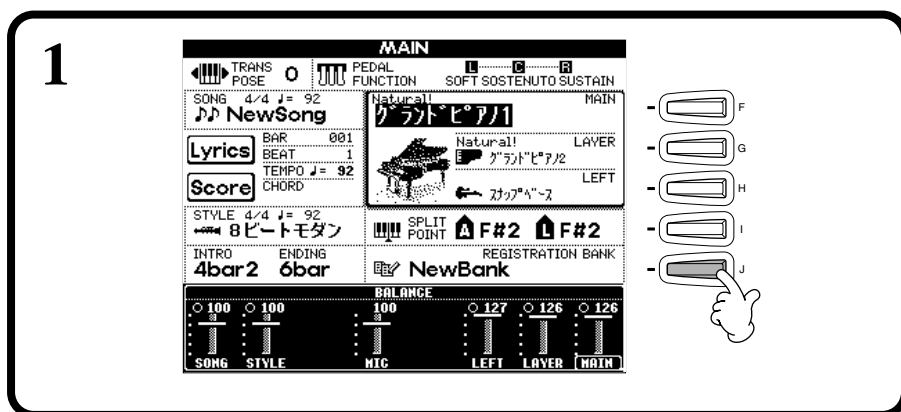 1
MAIN
TRANS POSE 0 PEDAL FUNCTION L C R SOFT SOSTENUTO SUSTAIN
SONG 4/4 ♩= 92
NewSong
Lyrics
BAR 001
BEAT 1
TEMPO ♩= 92
Score
CHORD
STYLE 4/4 ♩= 92
8ビートモダン
INTRO ENDING
4bar2 6bar
Natural! MAIN
グランドピアノ1
Natural! LAYER
グランドピアノ2
LEFT
スナップベース
SPLIT POINT A F#2 L F#2
REGISTRATION BANK
NewBank
BALANCE
100 100 100 127 126 126
SONG STYLE MIC LEFT LAYER MAIN
F
G
H
I
J